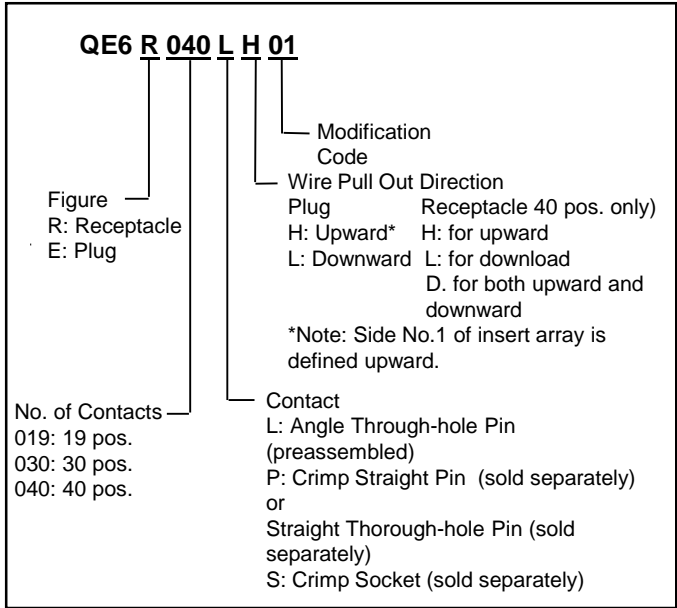 QE6 R 040 L H 01
Modification
Code
Wire Pull Out Direction
Plug Receptacle 40 pos. only)
H: Upward* H: for upward
L: Downward L: for download
D. for both upward and
downward
*Note: Side No.1 of insert array is
defined upward.
Figure
R: Receptacle
E: Plug
No. of Contacts
019: 19 pos.
030: 30 pos.
040: 40 pos.
Contact
L: Angle Through-hole Pin
(preassembled)
P: Crimp Straight Pin (sold separately)
or
Straight Thorough-hole Pin (sold
separately)
S: Crimp Socket (sold separately)